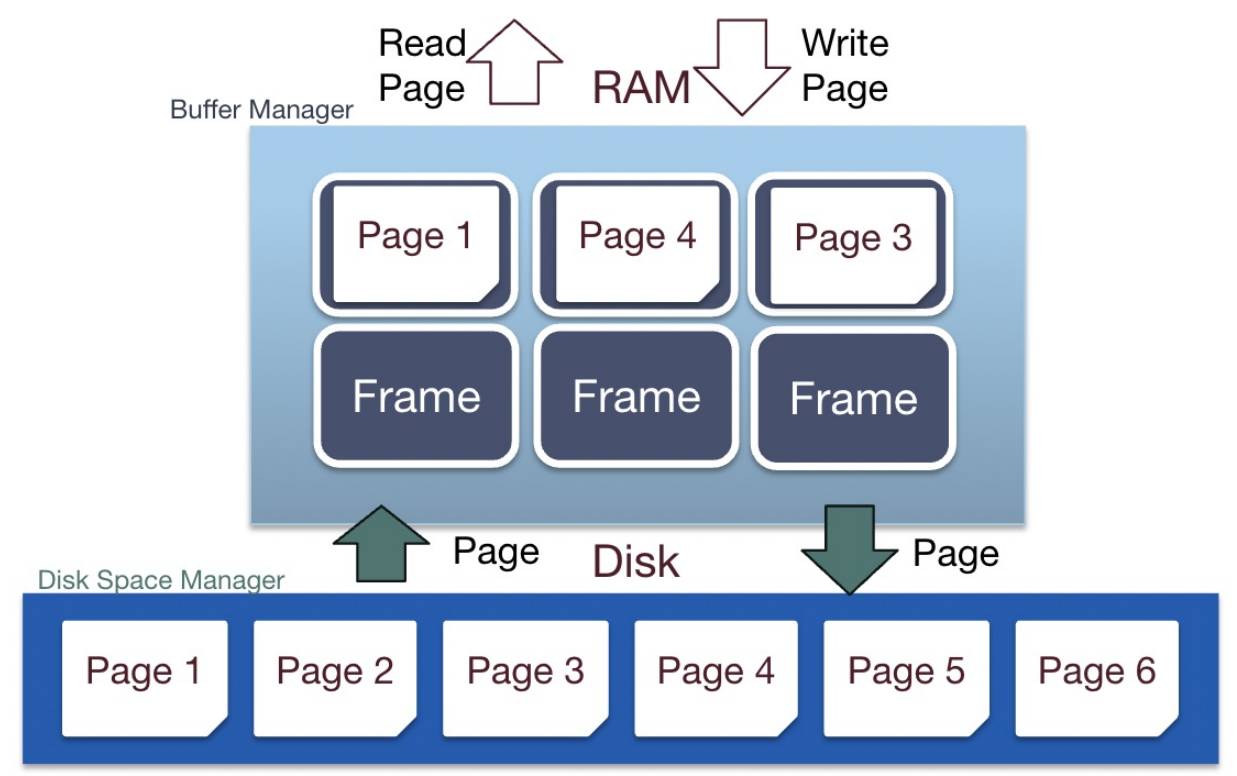 Read
Page
RAM
Write
Page
Buffer Manager
Page 1
Page 4
Page 3
Frame
Frame
Frame
Page
Disk
Page
Disk Space Manager
Page 1
Page 2
Page 3
Page 4
Page 5
Page 6